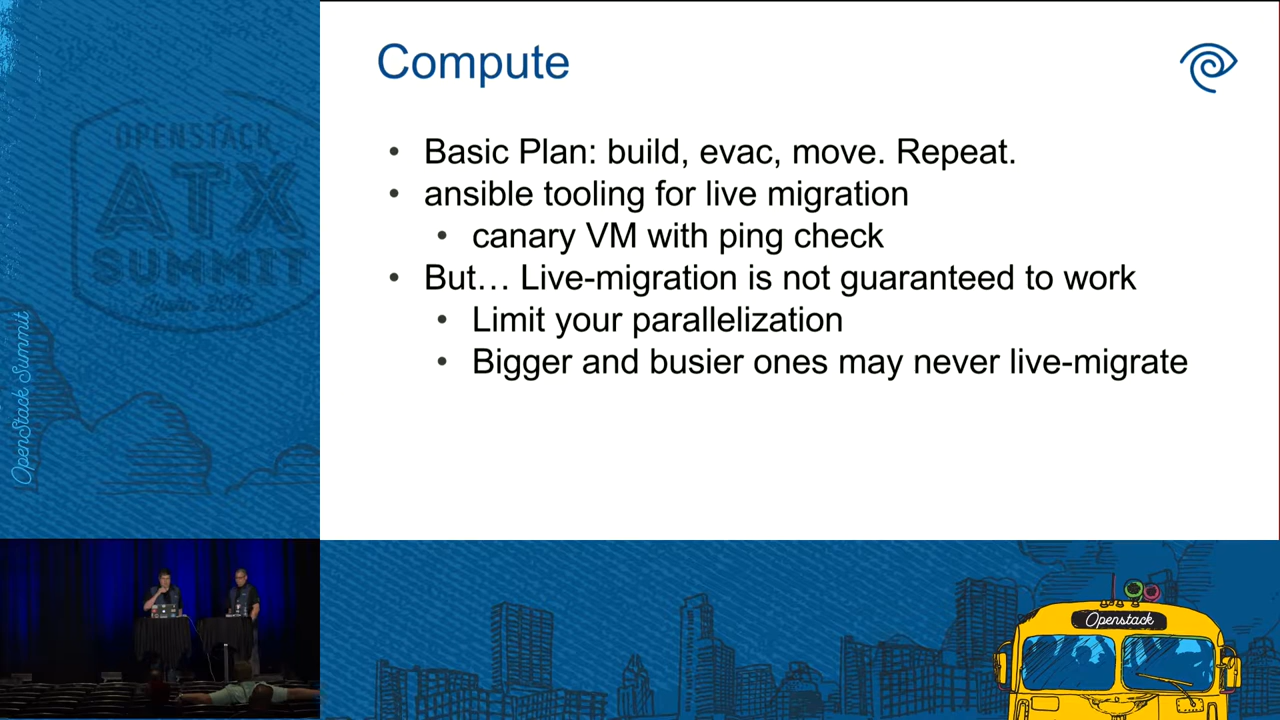 Compute
• Basic Plan: build, evac, move. Repeat.
• ansible tooling for live migration
• canary VM with ping check
• But… Live-migration is not guaranteed to work
• Limit your parallelization
• Bigger and busier ones may never live-migrate
OPENSTACK
ATX
SUMMIT
OpenStack Summit
Openstack